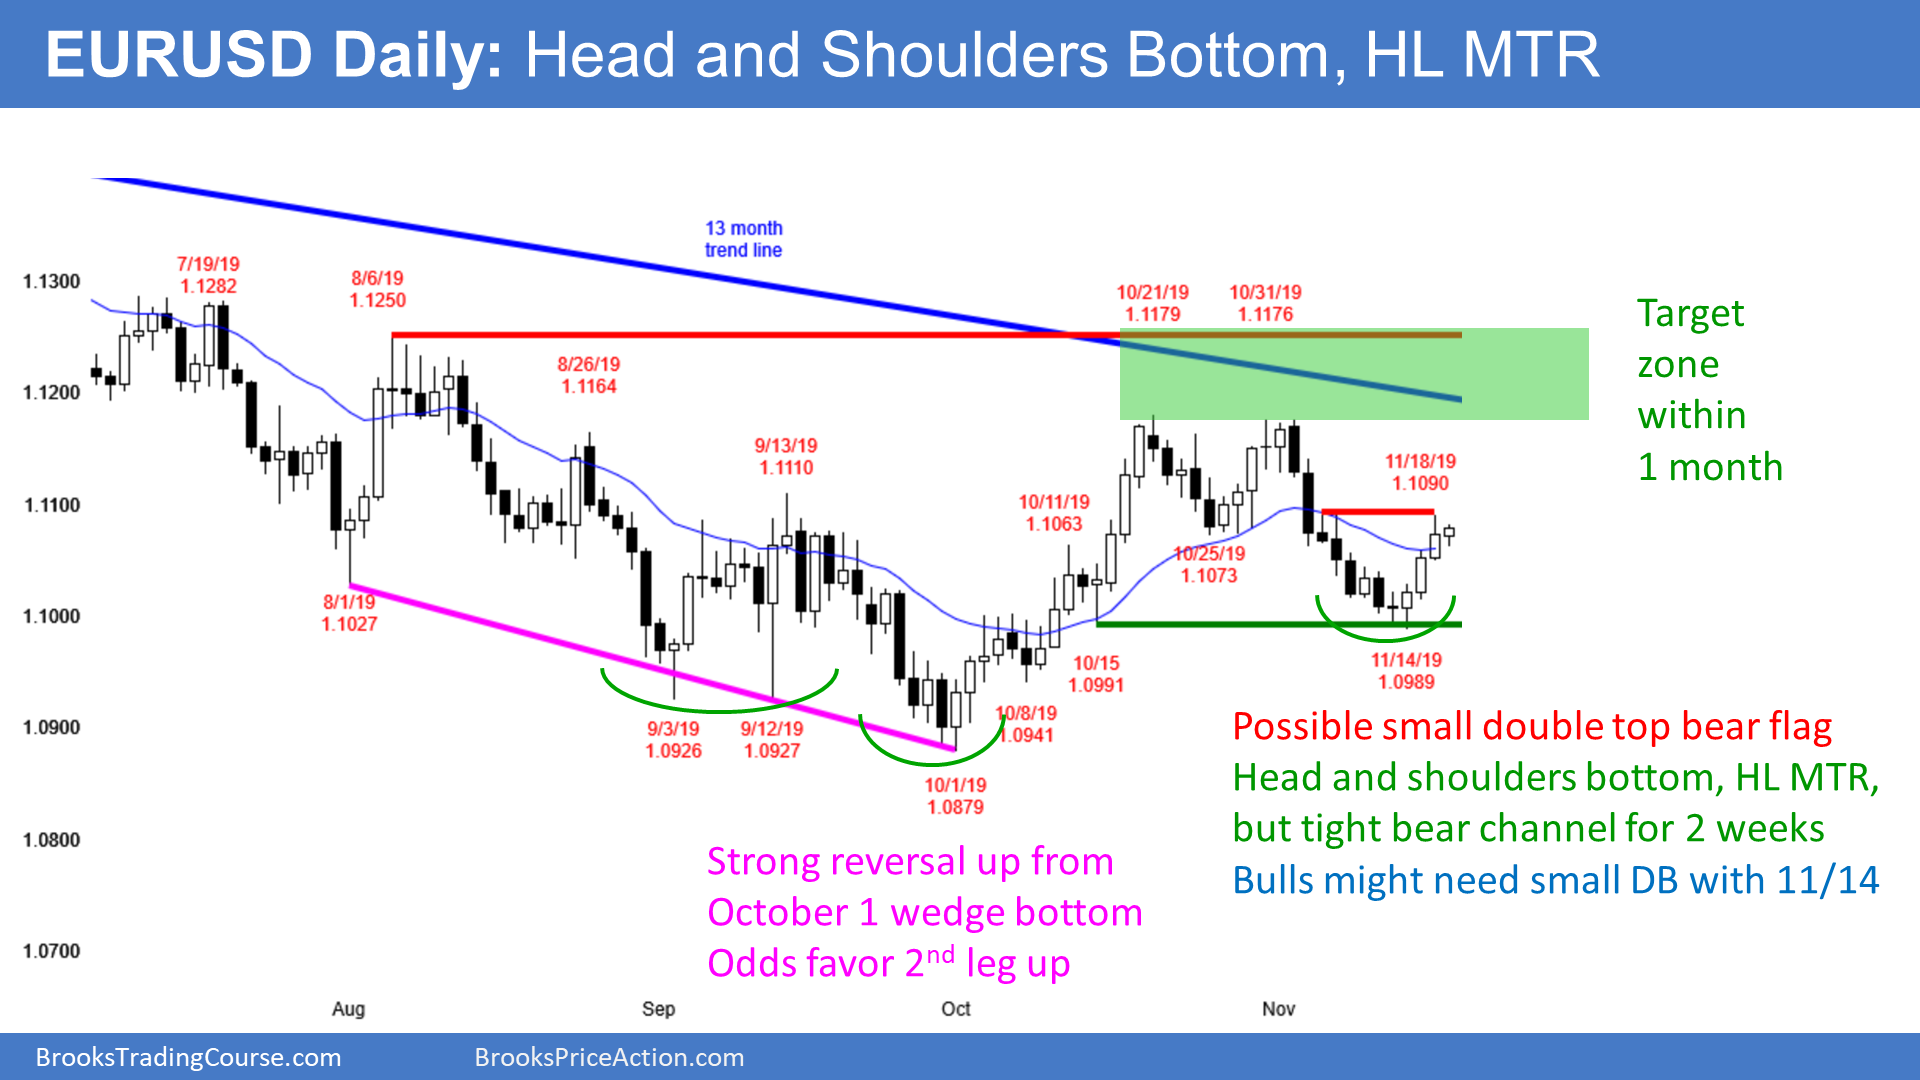 EURUSD Daily: Head and Shoulders Bottom, HL MTR
13 month
trend line
7/19/19
1.1282
8/6/19
1.1250
10/21/19
1.1179
10/31/19
1.1176
Target
zone
within
1 month
1.1300
1.1200
1.1100
1.1000
1.0900
1.0800
1.0700
8/26/19
1.1164
9/13/19
1.1110
10/11/19
1.1063
11/18/19
1.1090
10/25/19
1.1073
8/1/19
1.1027
9/3/19
1.0926
9/12/19
1.0927
10/8/19
1.0941
10/15
1.0991
11/14/19
1.0989
10/1/19
1.0879
Possible small double top bear flag
Head and shoulders bottom, HL MTR,
but tight bear channel for 2 weeks
Bulls might need small DB with 11/14
Strong reversal up from
October 1 wedge bottom
Odds favor 2nd leg up
Aug
Sep
Oct
Nov
BrooksTradingCourse.com
BrooksPriceAction.com